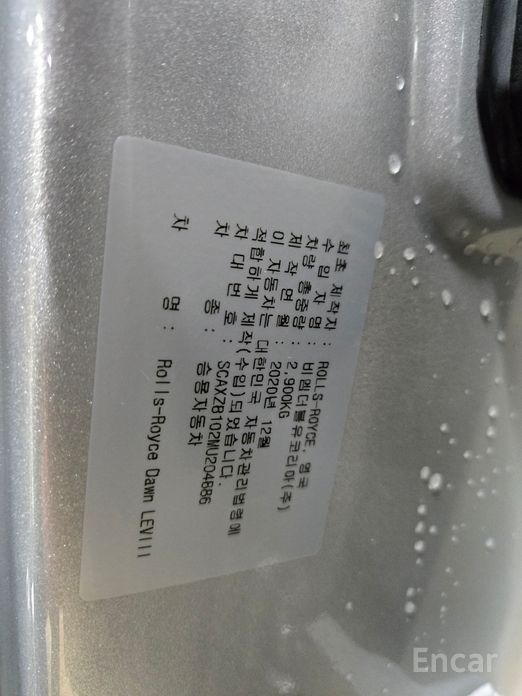 최초 제작자 : ROLLS-ROYCE, 영국
수 입 자 명 : 비엠더블유코리아(주)
차량 총중량 : 2,900KG
제 작 연 월 : 2020년 12월
이 자동차는 대한민국 자동차관리법령에
적합하게 제작(수입)되었습니다.
차 대 번 호 : SCAXZB102MU204886
차 종 : 승용자동차
차 명 : Rolls-Royce Dawn LEVIII
Encar